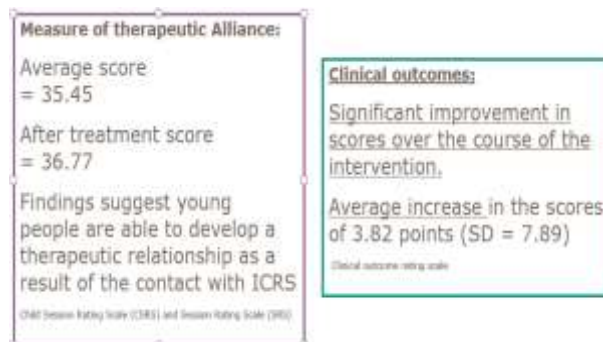 Measure of therapeutic Alliance:
Average score
= 35.45
After treatment score
= 36.77
Findings suggest young
people are able to develop a
therapeutic relationship as a
result of the contact with ICRS
Child Session Rating Scale (CSRS) and Session Rating Scale (SRS)
Clinical outcomes:
Significant improvement in
scores over the course of the
intervention.
Average increase in the scores
of 3.82 points (SD = 7.89)
Clinical outcome rating scale